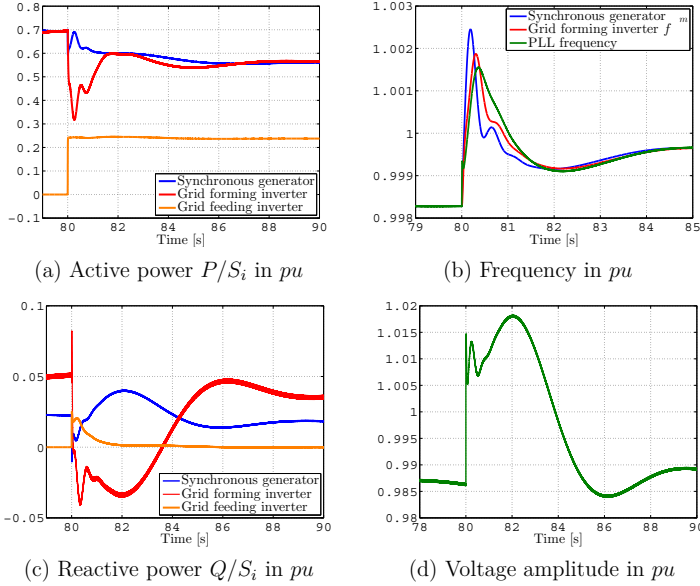 0.8
0.7
0.6
0.5
0.4
0.3
0.2
0.1
0
−0.1
80 82 84 86 88 90
Time [s]
Synchronous generator
Grid forming inverter
Grid feeding inverter
(a) Active power P/S_i in pu
1.003
1.002
1.001
1
0.999
0.998
79 80 81 82 83 84 85
Time [s]
Synchronous generator m
Grid forming inverter f
PLL frequency
(b) Frequency in pu
0.1
0.05
0
−0.05
80 82 84 86 88 90
Time [s]
Synchronous generator
Grid forming inverter
Grid feeding inverter
(c) Reactive power Q/S_i in pu
1.02
1.015
1.01
1.005
1
0.995
0.99
0.985
0.98
78 80 82 84 86 88 90
Time [s]
(d) Voltage amplitude in pu